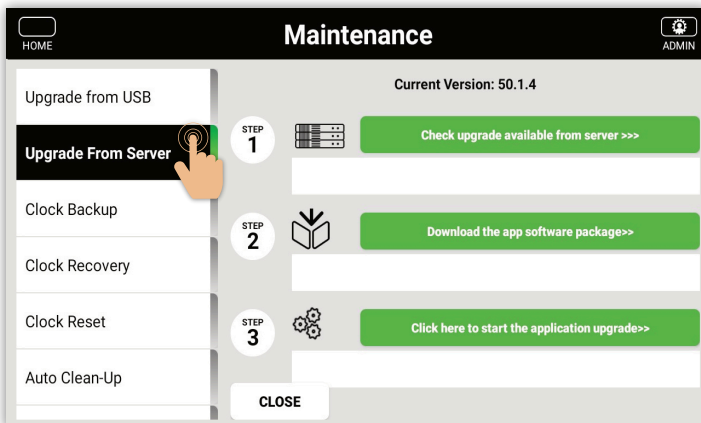 Maintenance
HOME
ADMIN
Current Version: 50.1.4
Upgrade from USB
Upgrade From Server
Clock Backup
Clock Recovery
Clock Reset
Auto Clean-Up
STEP
1
Check upgrade available from server >>>
STEP
2
Download the app software package>>
STEP
3
Click here to start the application upgrade>>
CLOSE